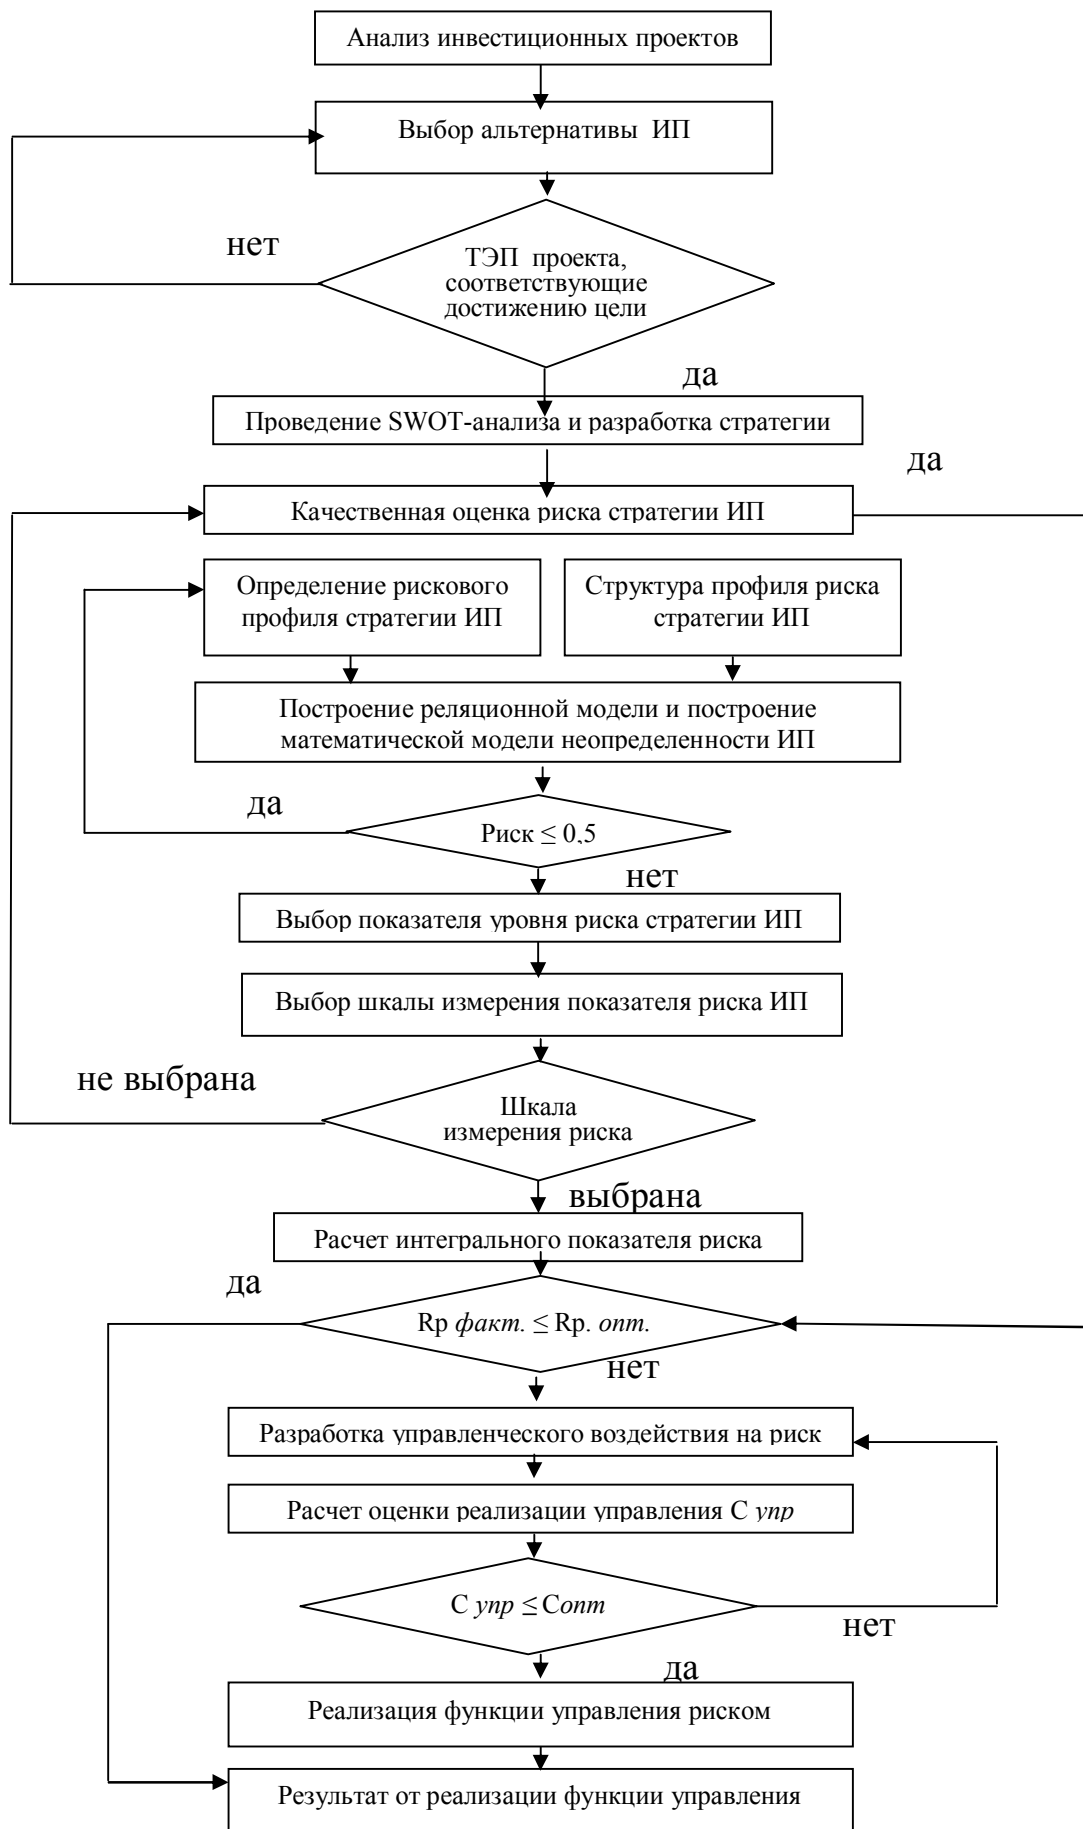 Анализ инвестиционных проектов
Выбор альтернативы ИП
нет
ТЭП проекта,
соответствующие
достижению цели
да
Проведение SWOT-анализа и разработка стратегии
да
Качественная оценка риска стратегии ИП
Определение рискового
профиля стратегии ИП
Структура профиля риска
стратегии ИП
Построение реляционной модели и построение
математической модели неопределенности ИП
да
Риск ≤ 0,5
нет
Выбор показателя уровня риска стратегии ИП
Выбор шкалы измерения показателя риска ИП
не выбрана
Шкала
измерения риска
выбрана
Расчет интегрального показателя риска
да
Rp факт. ≤ Rp. опт.
нет
Разработка управленческого воздействия на риск
Расчет оценки реализации управления С упр
С упр ≤ Сопт
нет
да
Реализация функции управления риском
Результат от реализации функции управления